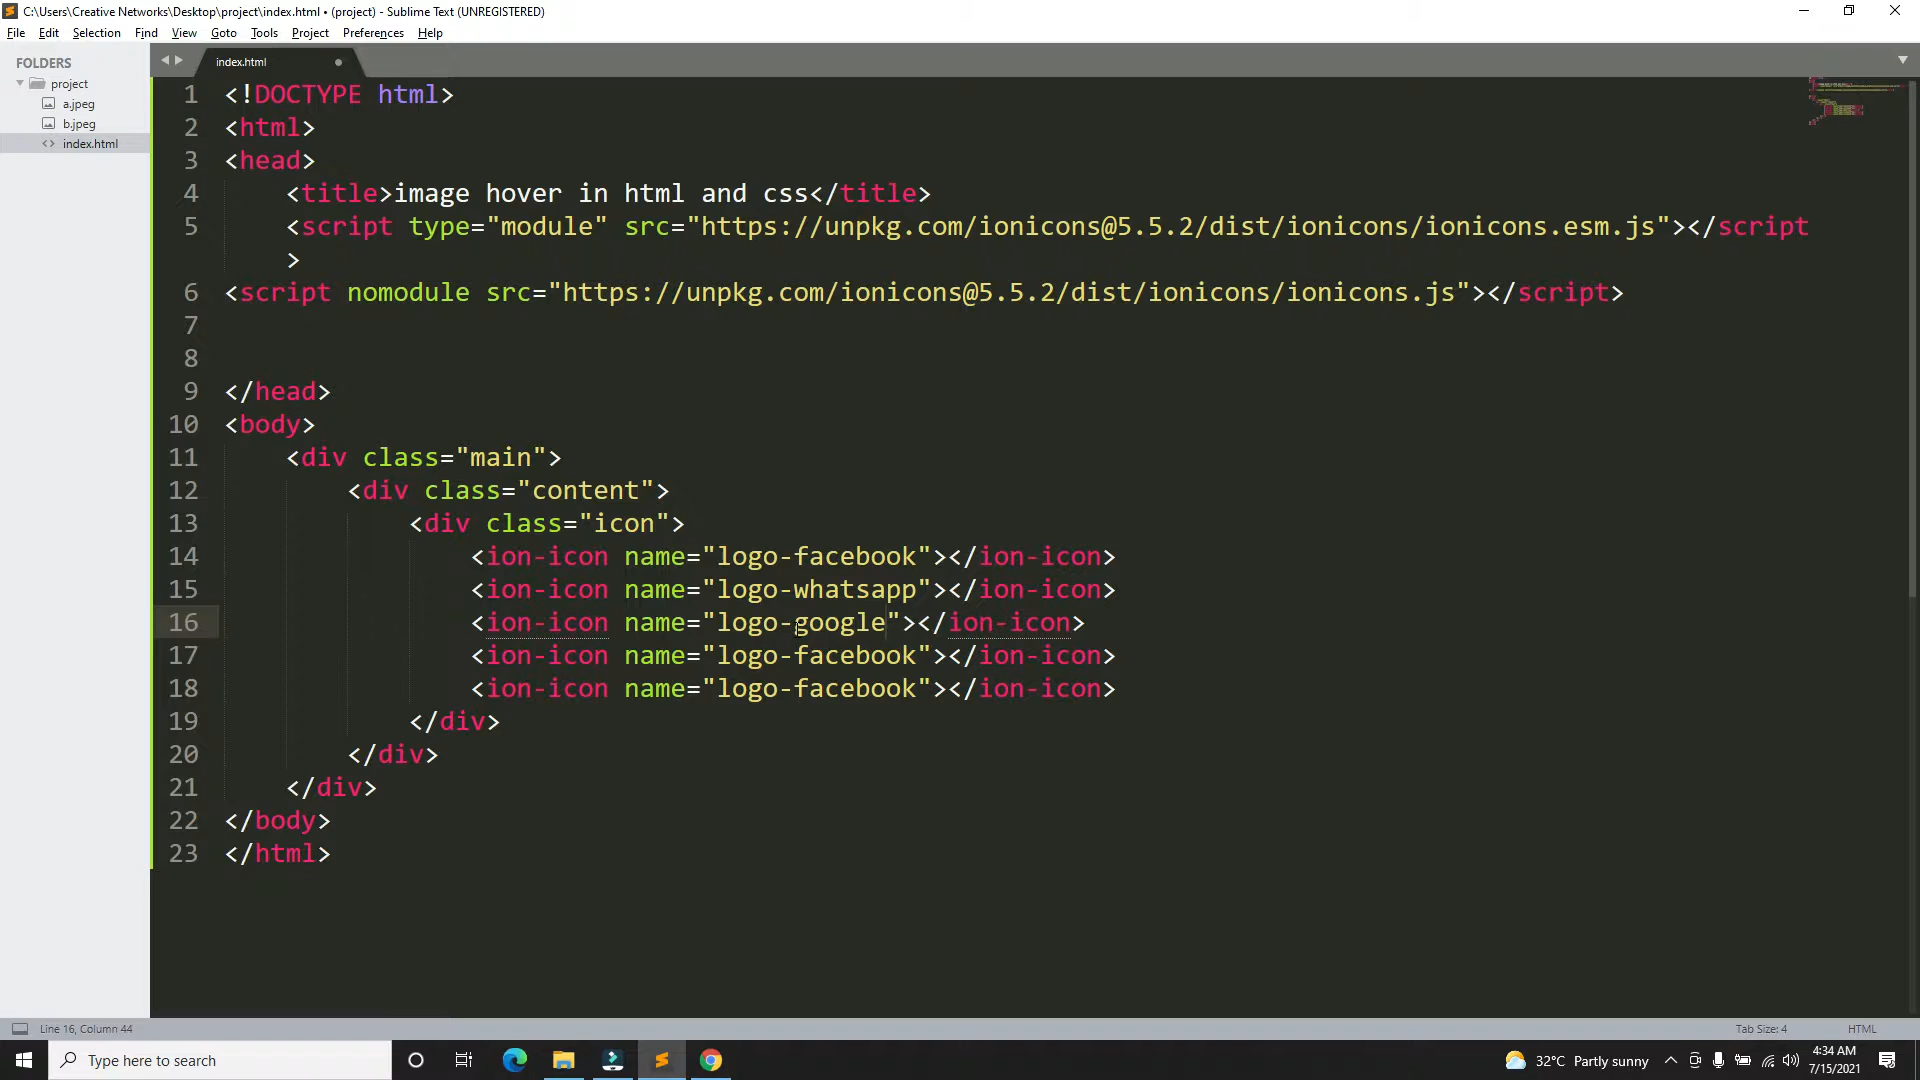 C:\Users\Creative Networks\Desktop\project\index.html • (project) - Sublime Text (UNREGISTERED)
File Edit Selection Find View Goto Tools Project Preferences Help
FOLDERS
project
a.jpeg
b.jpeg
<> index.html
index.html
1 <!DOCTYPE html>
2 <html>
3 <head>
4 <title>image hover in html and css</title>
5 <script type="module" src="https://unpkg.com/ionicons@5.5.2/dist/ionicons/ionicons.esm.js"></script
>
6 <script nomodule src="https://unpkg.com/ionicons@5.5.2/dist/ionicons/ionicons.js"></script>
7
8
9 </head>
10 <body>
11 <div class="main">
12 <div class="content">
13 <div class="icon">
14 <ion-icon name="logo-facebook"></ion-icon>
15 <ion-icon name="logo-whatsapp"></ion-icon>
16 <ion-icon name="logo-google"></ion-icon>
17 <ion-icon name="logo-facebook"></ion-icon>
18 <ion-icon name="logo-facebook"></ion-icon>
19 </div>
20 </div>
21 </div>
22 </body>
23 </html>
Line 16, Column 44
Tab Size: 4 HTML
Type here to search
32°C Partly sunny
4:34 AM
7/15/2021